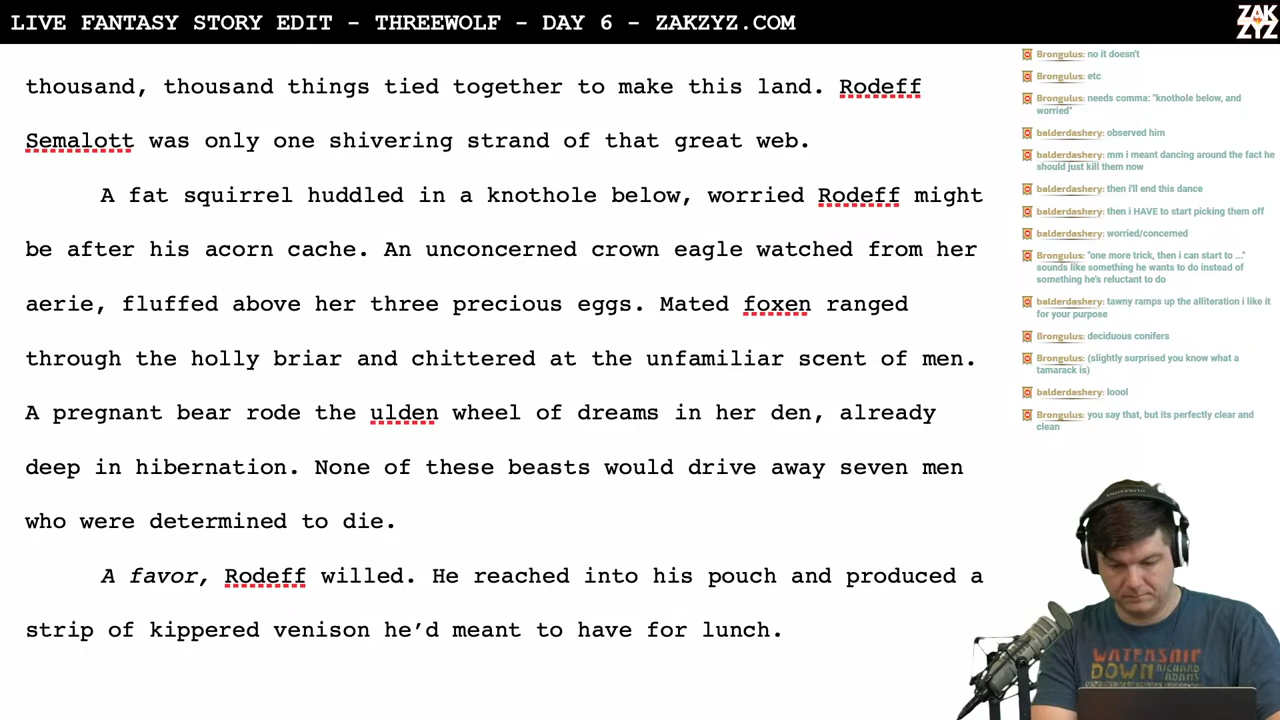 LIVE FANTASY STORY EDIT - THREEWOLF - DAY 6 - ZAKZYZ.COM
ZAK
ZYZ
thousand, thousand things tied together to make this land. Rodeff
Semalott was only one shivering strand of that great web.
A fat squirrel huddled in a knothole below, worried Rodeff might
be after his acorn cache. An unconcerned crown eagle watched from her
aerie, fluffed above her three precious eggs. Mated foxen ranged
through the holly briar and chittered at the unfamiliar scent of men.
A pregnant bear rode the ulden wheel of dreams in her den, already
deep in hibernation. None of these beasts would drive away seven men
who were determined to die.
A favor, Rodeff willed. He reached into his pouch and produced a
strip of kippered venison he’d meant to have for lunch.
Brongulus: no it doesn't
Brongulus: etc
Brongulus: needs comma: "knothole below, and
worried"
balderdashery: observed him
balderdashery: mm i meant dancing around the fact he
should just kill them now
balderdashery: then i'll end this dance
balderdashery: then i HAVE to start picking them off
balderdashery: worried/concerned
Brongulus: "one more trick, then i can start to ..."
sounds like something he wants to do instead of
something he's reluctant to do
balderdashery: tawny ramps up the alliteration i like it
for your purpose
Brongulus: deciduous conifers
Brongulus: (slightly surprised you know what a
tamarack is)
balderdashery: loool
Brongulus: you say that, but its perfectly clear and
clean
WATERSHIP
DOWN
RICHARD
ADAMS